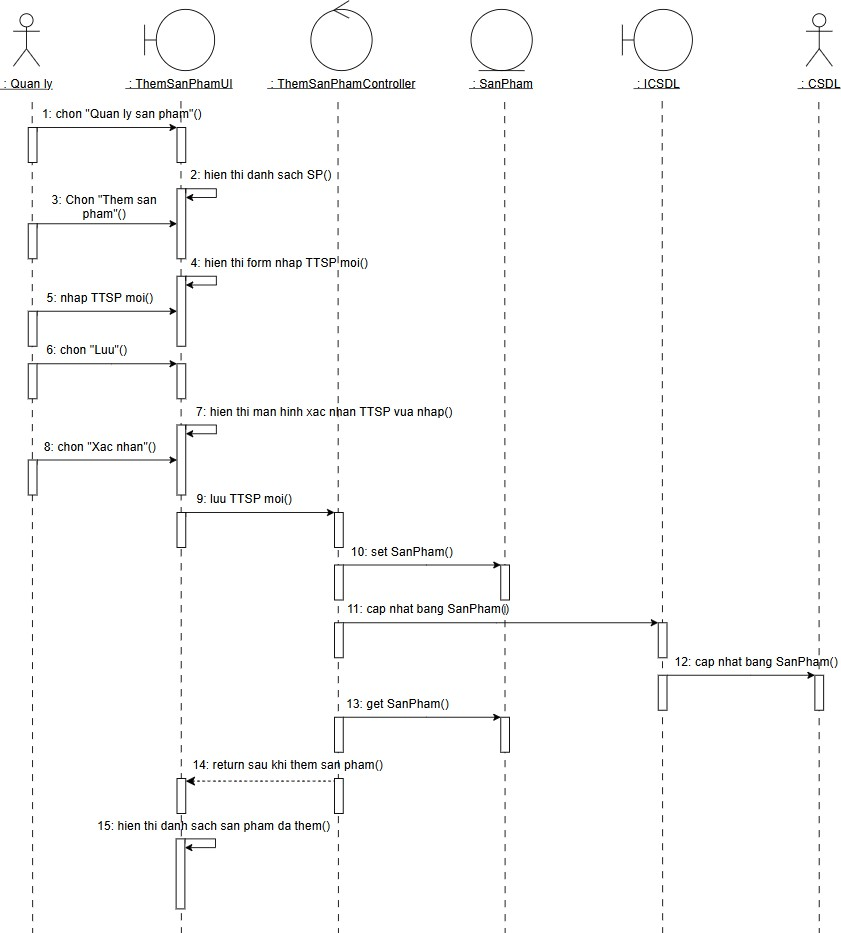 : Quan ly
: ThemSanPhamUI
: ThemSanPhamController
: SanPham
: ICSDL
: CSDL
1: chon "Quan ly san pham"()
2: hien thi danh sach SP()
3: Chon "Them san
pham"()
4: hien thi form nhap TTSP moi()
5: nhap TTSP moi()
6: chon "Luu"()
7: hien thi man hinh xac nhan TTSP vua nhap()
8: chon "Xac nhan"()
9: luu TTSP moi()
10: set SanPham()
11: cap nhat bang SanPham()
12: cap nhat bang SanPham()
13: get SanPham()
14: return sau khi them san pham()
15: hien thi danh sach san pham da them()